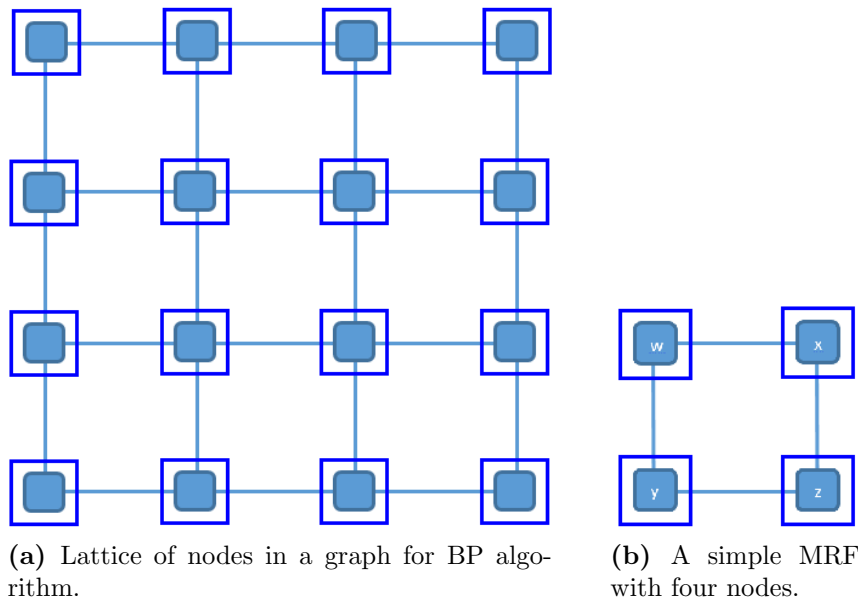 w
x
y
z
(a) Lattice of nodes in a graph for BP algo-
rithm.
(b) A simple MRF
with four nodes.